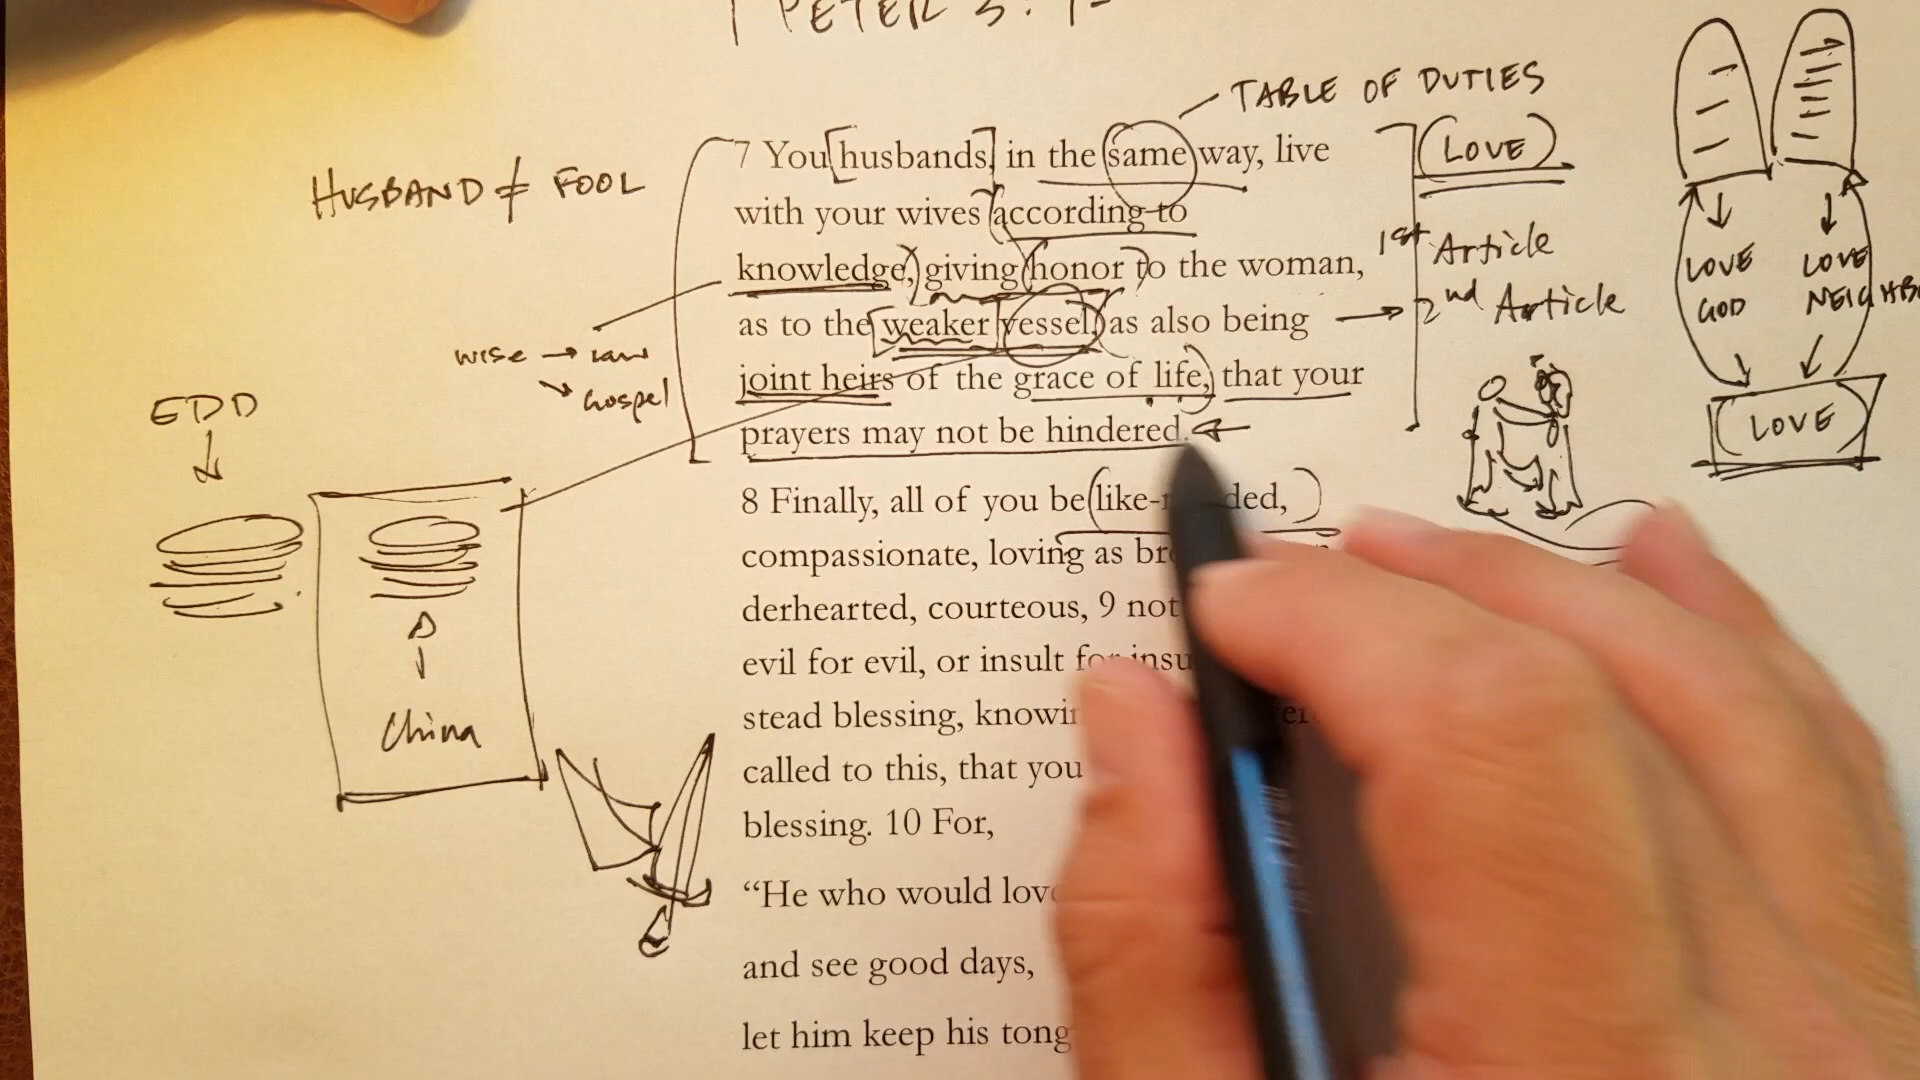 1 PETER 3:1-
TABLE OF DUTIES
(LOVE)
HUSBAND ≠ FOOL
7 You [husbands] in the (same) way, live
with your wives (according to
knowledge,) giving (honor to the woman,
as to the [weaker vessel,) as also being
joint heirs of the grace of life,) that your
prayers may not be hindered.
1st Article
2nd Article
LOVE GOD
LOVE
LOVE
wise → law
→ Gospel
EDD
China
8 Finally, all of you be (like- ded, )
compassionate, loving as
derhearted, courteous, 9 not
evil for evil, or insult for
stead blessing,
called to this, that you
blessing. 10 For,
“He who would
and see good days,
let him keep his